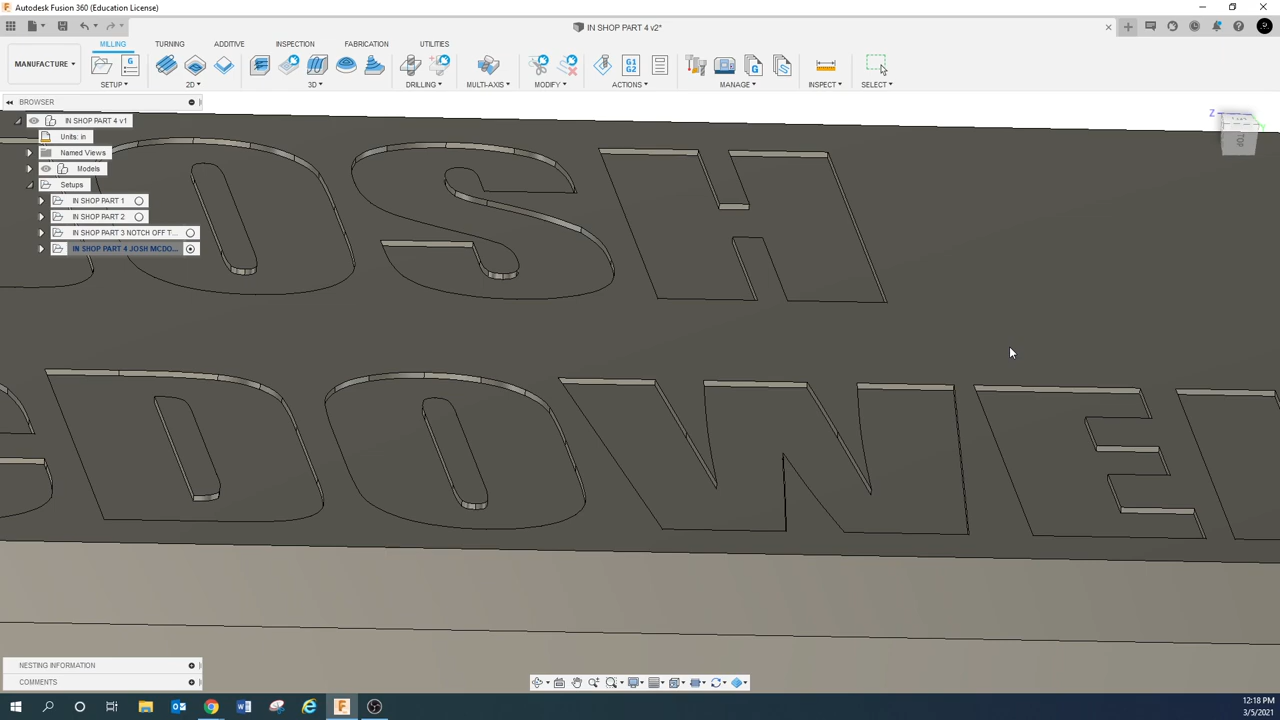 Autodesk Fusion 360 (Education License)
IN SHOP PART 4 v2*
MILLING TURNING ADDITIVE INSPECTION FABRICATION UTILITIES
MANUFACTURE
SETUP 2D 3D DRILLING MULTI-AXIS MODIFY ACTIONS MANAGE INSPECT SELECT
G1
G2
BROWSER
IN SHOP PART 4 v1
Units: in
Named Views
Models
Setups
IN SHOP PART 1
IN SHOP PART 2
IN SHOP PART 3 NOTCH OFF T...
IN SHOP PART 4 JOSH MCDO...
Z
TOP
OSH
DOWE
NESTING INFORMATION
COMMENTS
12:18 PM
3/5/2021